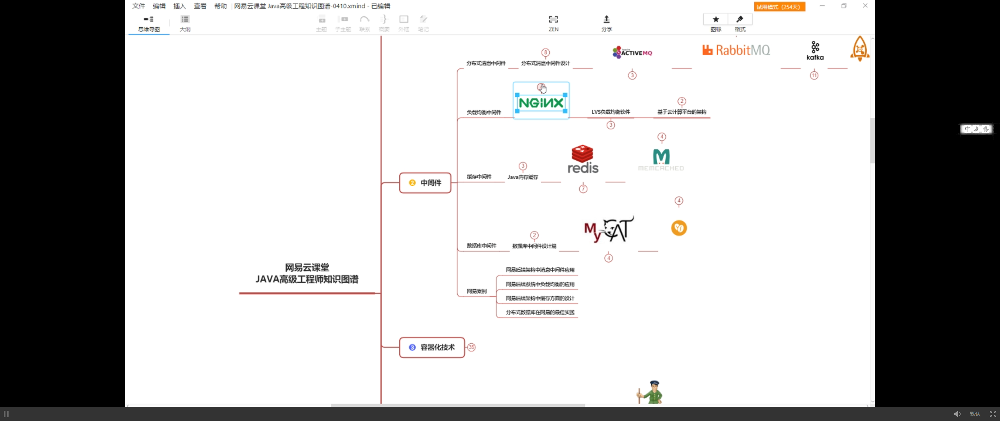 文件 编辑 插入 查看 帮助 网易云课堂 Java高级工程知识图谱-0410.xmind - 已编辑
试用模式（254天）
思维导图 大纲 主题 子主题 联系 概要 外框 笔记 ZEN 分享 图标 格式
8
分布式消息中间件 分布式消息中间件设计 Apache ACTIVEMQ RabbitMQ kafka
3 11
2
负载均衡中间件 NGiNX LVS负载均衡软件 基于云计算平台的架构
3
4
3
缓存中间件 Java内存缓存 redis MEMCACHED
7
2 中间件
4
2
数据库中间件 数据库中间件设计篇 MyCAT
4
网易云课堂
JAVA高级工程师知识图谱
网易案例
网易后端架构中消息中间件应用
网易后端系统中负载均衡的应用
网易后端架构中缓存方面的设计
分布式数据库在网易的最佳实践
3 容器化技术 35
中
默认